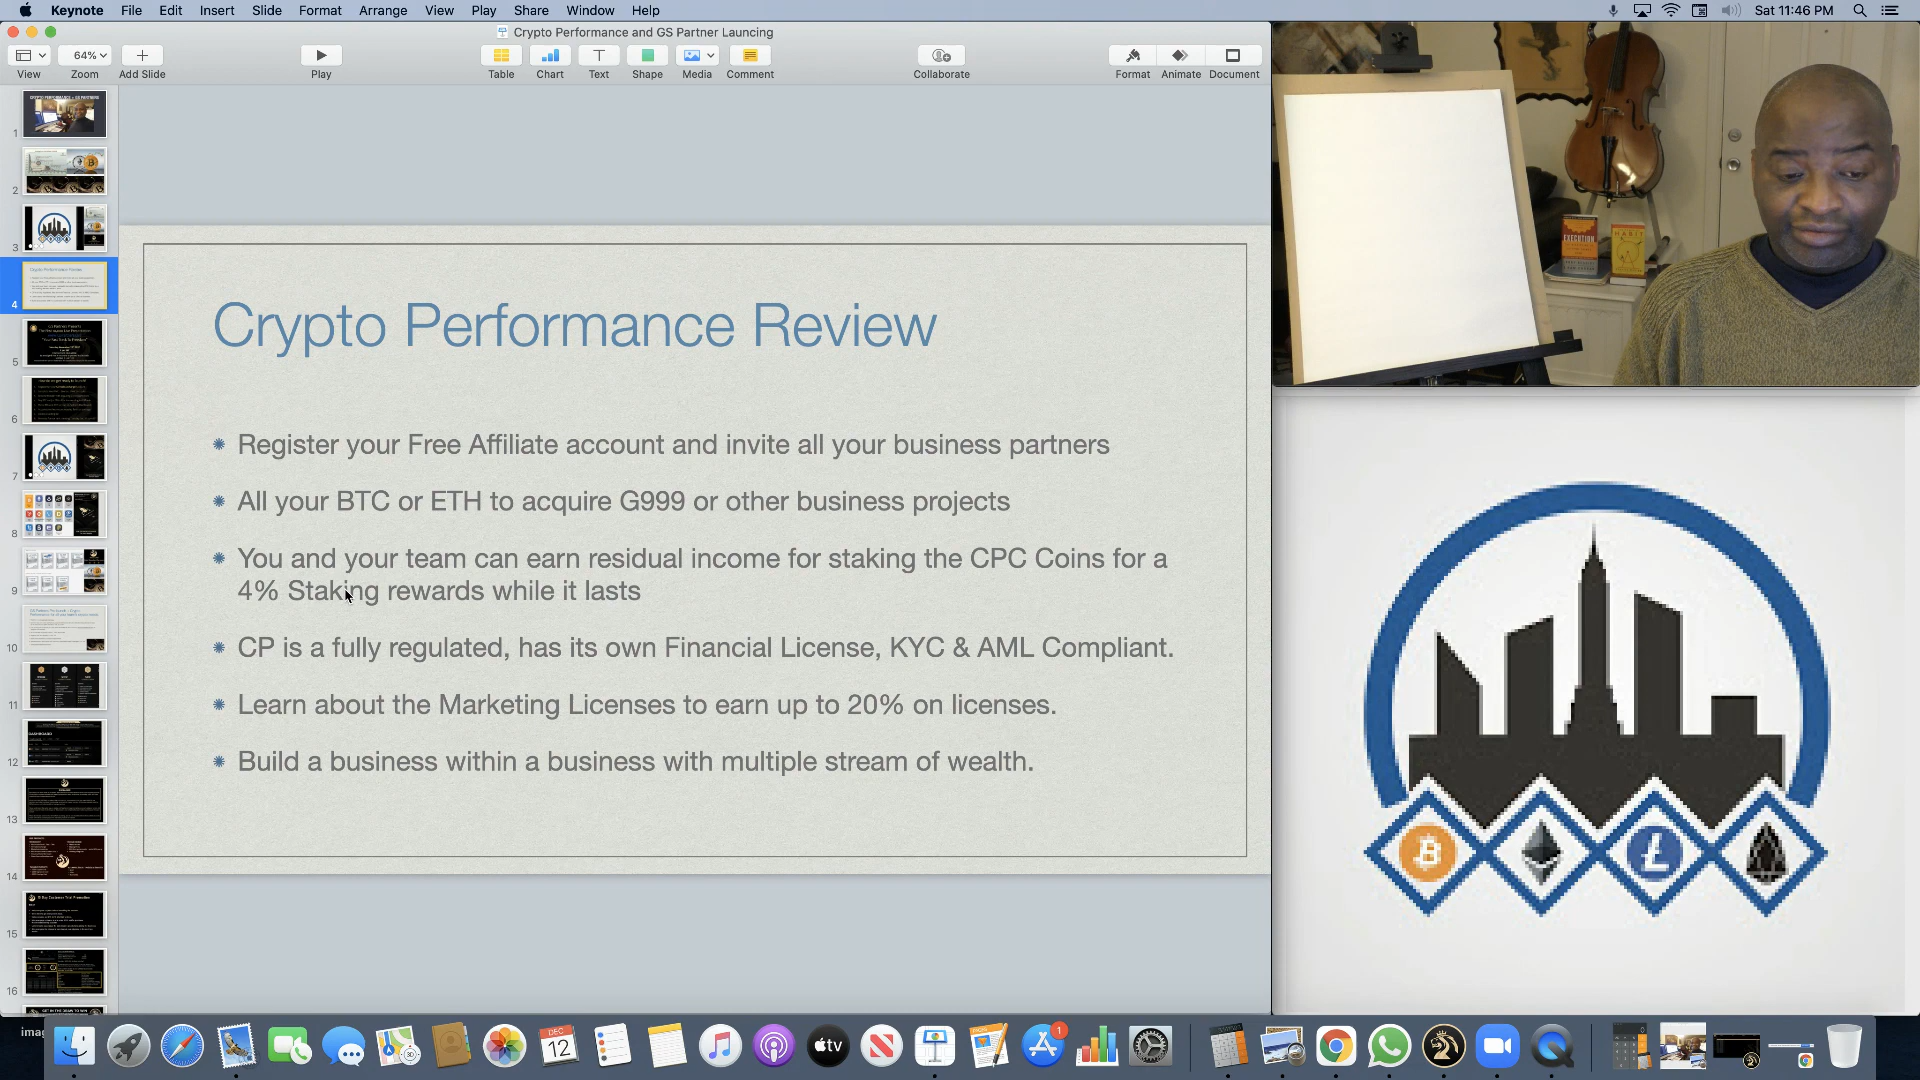 Keynote File Edit Insert Slide Format Arrange View Play Share Window Help
Sat 11:46 PM
Crypto Performance and GS Partner Launcing
64%
View Zoom Add Slide Play Table Chart Text Shape Media Comment Collaborate Format Animate Document
1
2
3
4
5
6
7
8
9
10
11
12
13
14
15
16
Crypto Performance Review
Register your Free Affiliate account and invite all your business partners
All your BTC or ETH to acquire G999 or other business projects
You and your team can earn residual income for staking the CPC Coins for a
4% Staking rewards while it lasts
CP is a fully regulated, has its own Financial License, KYC & AML Compliant.
Learn about the Marketing Licenses to earn up to 20% on licenses.
Build a business within a business with multiple stream of wealth.
EXECUTION
HABIT
DEC
12
tv
1